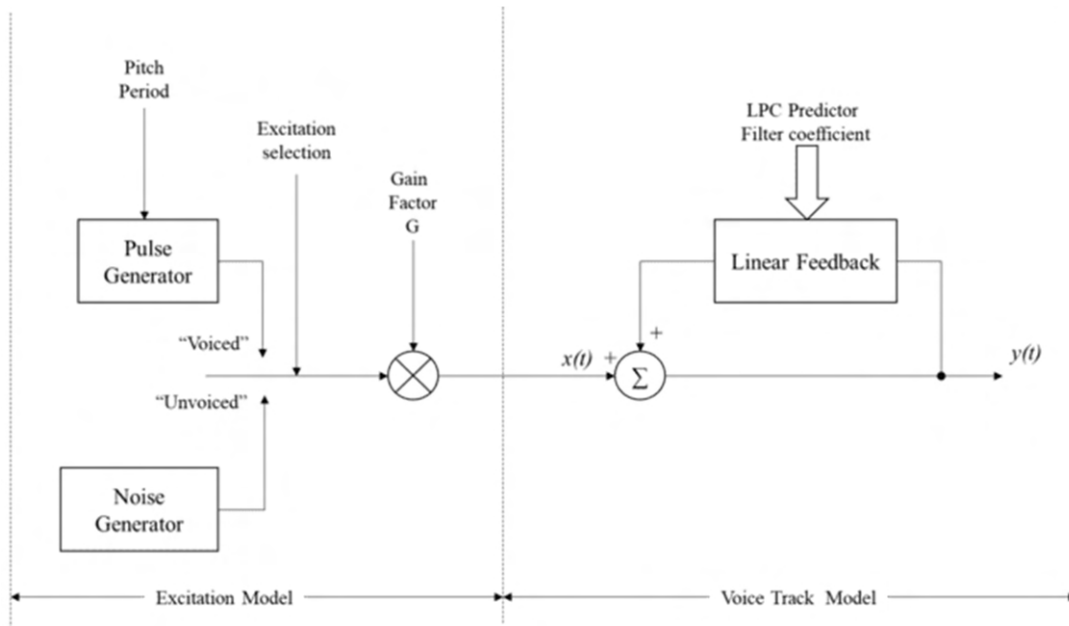 Pitch
Period
Excitation
selection
Gain
Factor
G
LPC Predictor
Filter coefficient
Pulse
Generator
Linear Feedback
“Voiced”
+
x(t)
+
Σ
y(t)
“Unvoiced”
Noise
Generator
Excitation Model
Voice Track Model